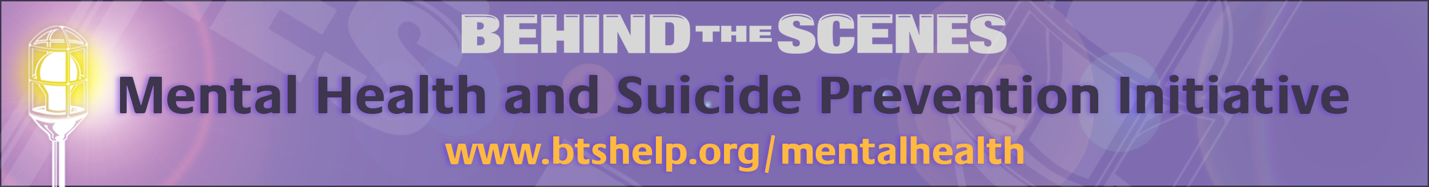 BEHIND THE SCENES
Mental Health and Suicide Prevention Initiative
www.btshelp.org/mentalhealth